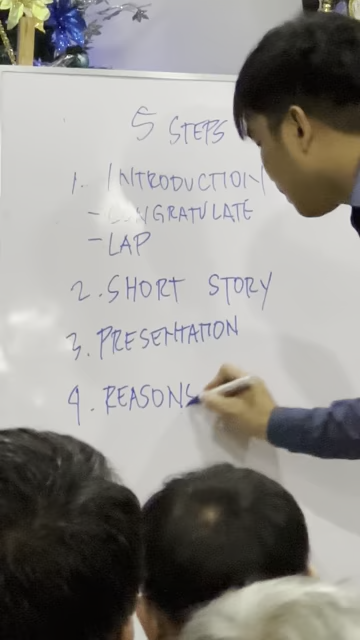 5 STEPS
1. INTRODUCTION
- CONGRATULATE
- LAP
2. SHORT STORY
3. PRESENTATION
4. REASONS